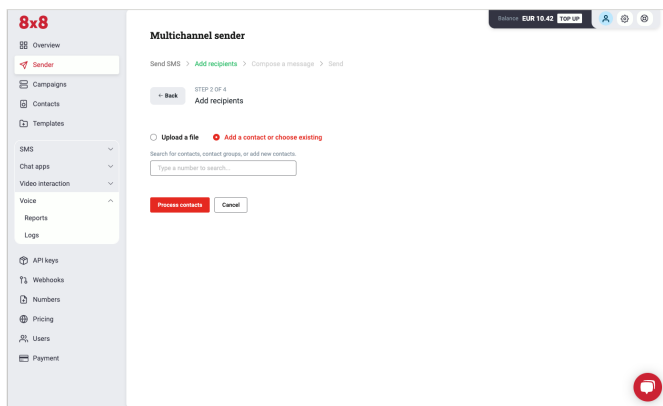 8x8
Balance EUR 10.42 TOP UP
Overview
Sender
Campaigns
Contacts
Templates
SMS
Chat apps
Video interaction
Voice
Reports
Logs
API keys
Webhooks
Numbers
Pricing
Users
Payment
Multichannel sender
Send SMS > Add recipients > Compose a message > Send
← Back
STEP 2 OF 4
Add recipients
Upload a file
Add a contact or choose existing
Search for contacts, contact groups, or add new contacts.
Type a number to search...
Process contacts
Cancel